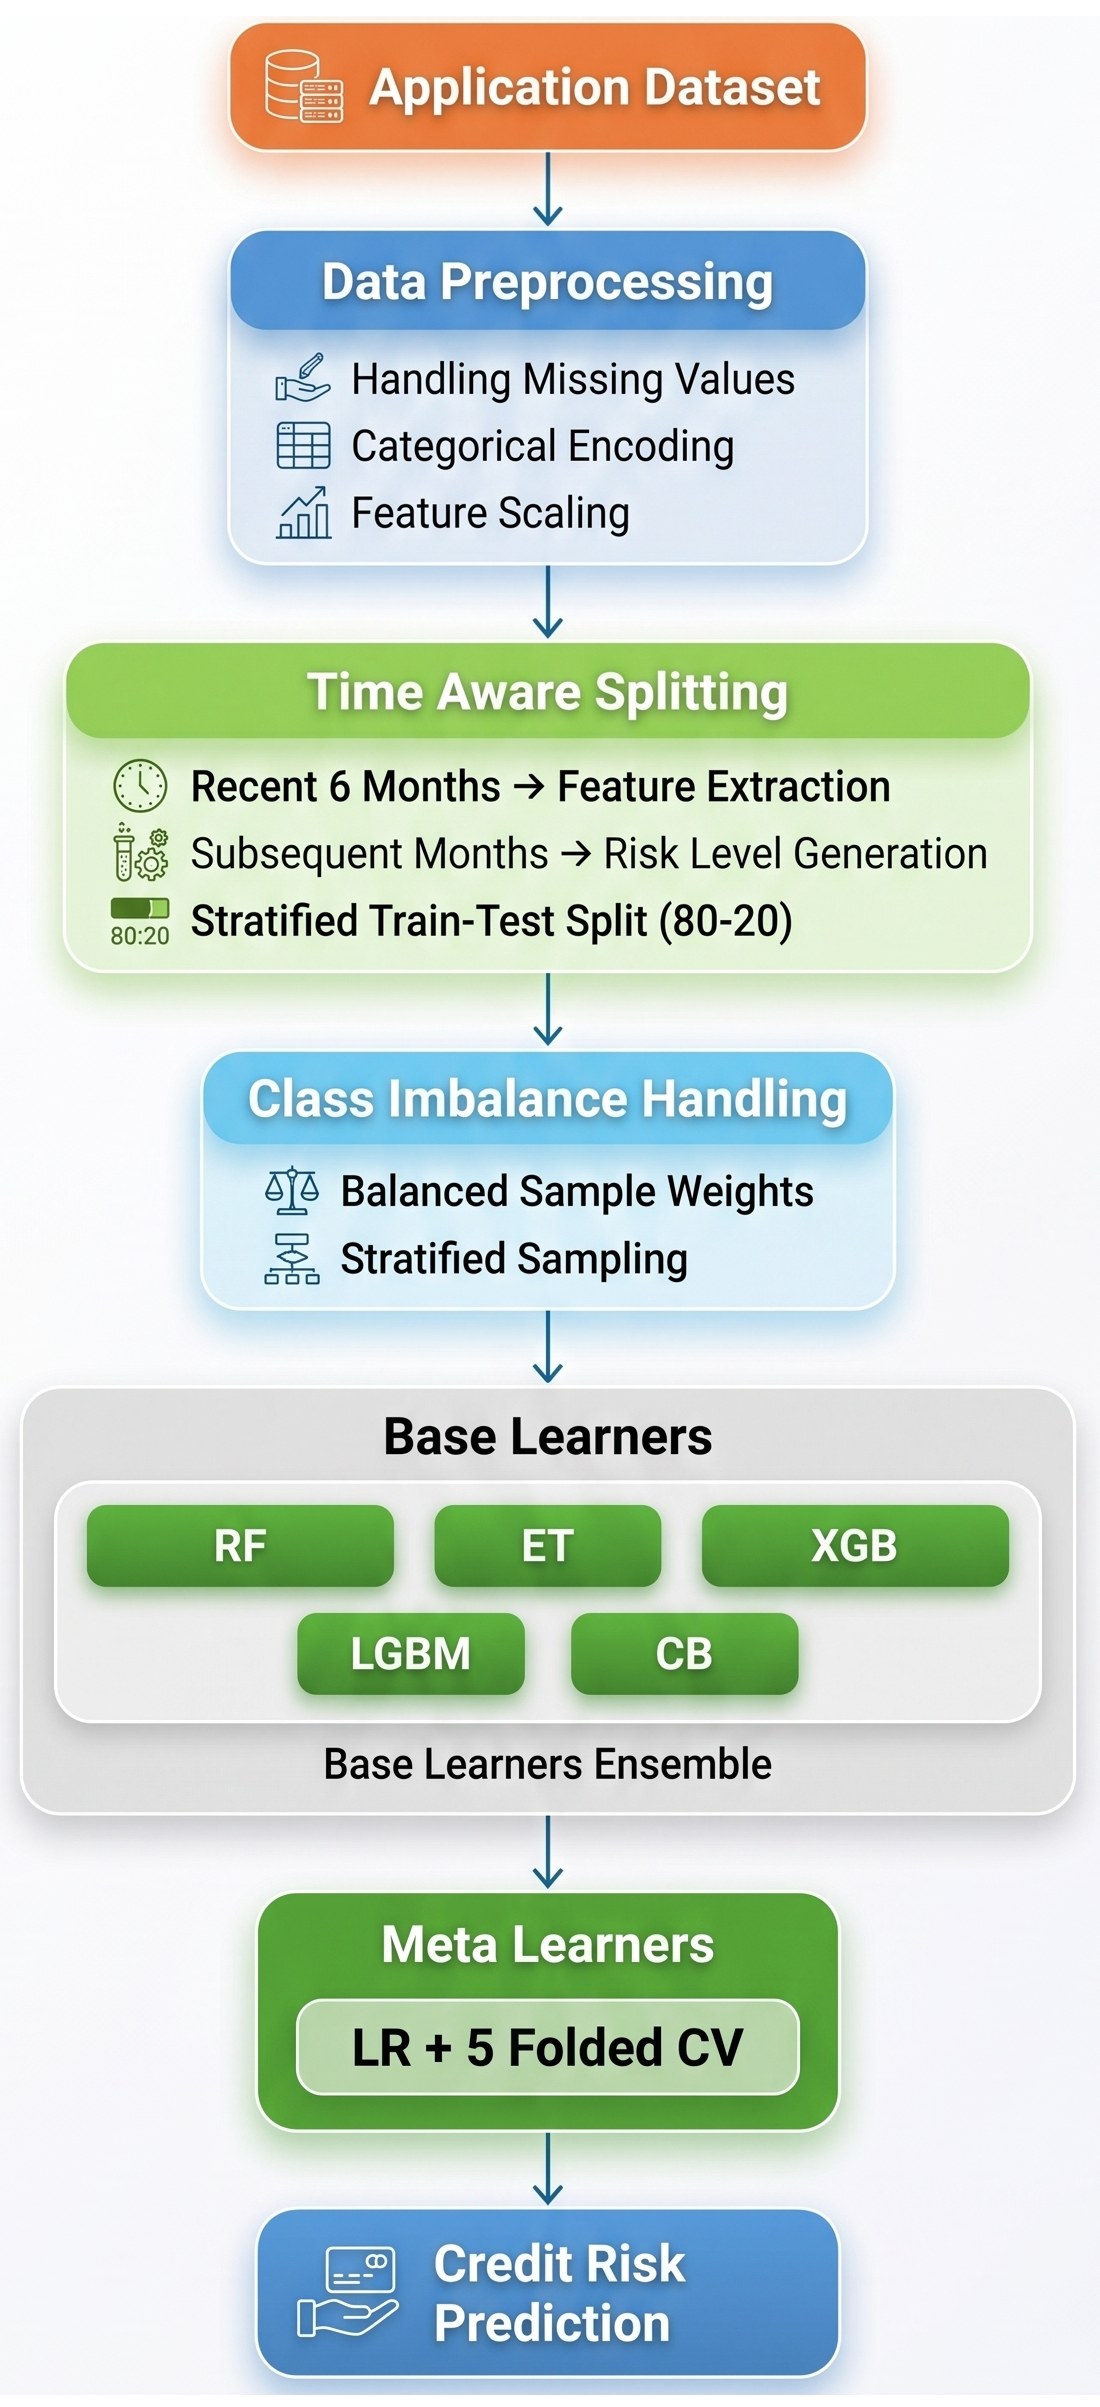 Application Dataset
Data Preprocessing
Handling Missing Values
Categorical Encoding
Feature Scaling
Time Aware Splitting
Recent 6 Months → Feature Extraction
Subsequent Months → Risk Level Generation
80:20
Stratified Train-Test Split (80-20)
Class Imbalance Handling
Balanced Sample Weights
Stratified Sampling
Base Learners
RF ET XGB
LGBM CB
Base Learners Ensemble
Meta Learners
LR + 5 Folded CV
Credit Risk
Prediction